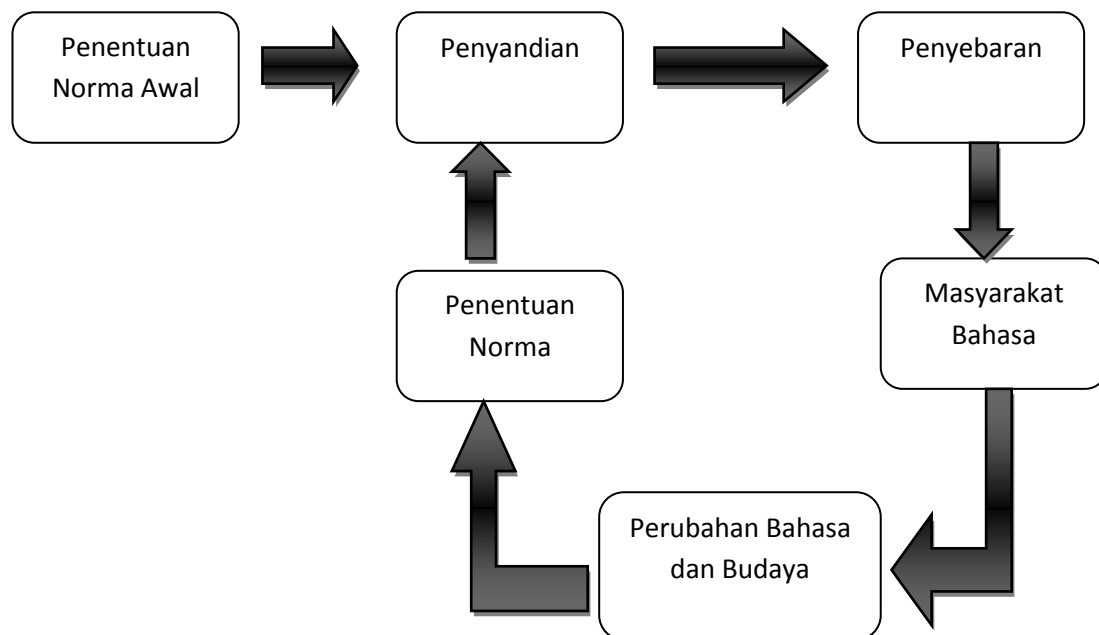 Penentuan
Norma Awal
Penyandian
Penyebaran
Penentuan
Norma
Masyarakat
Bahasa
Perubahan Bahasa
dan Budaya